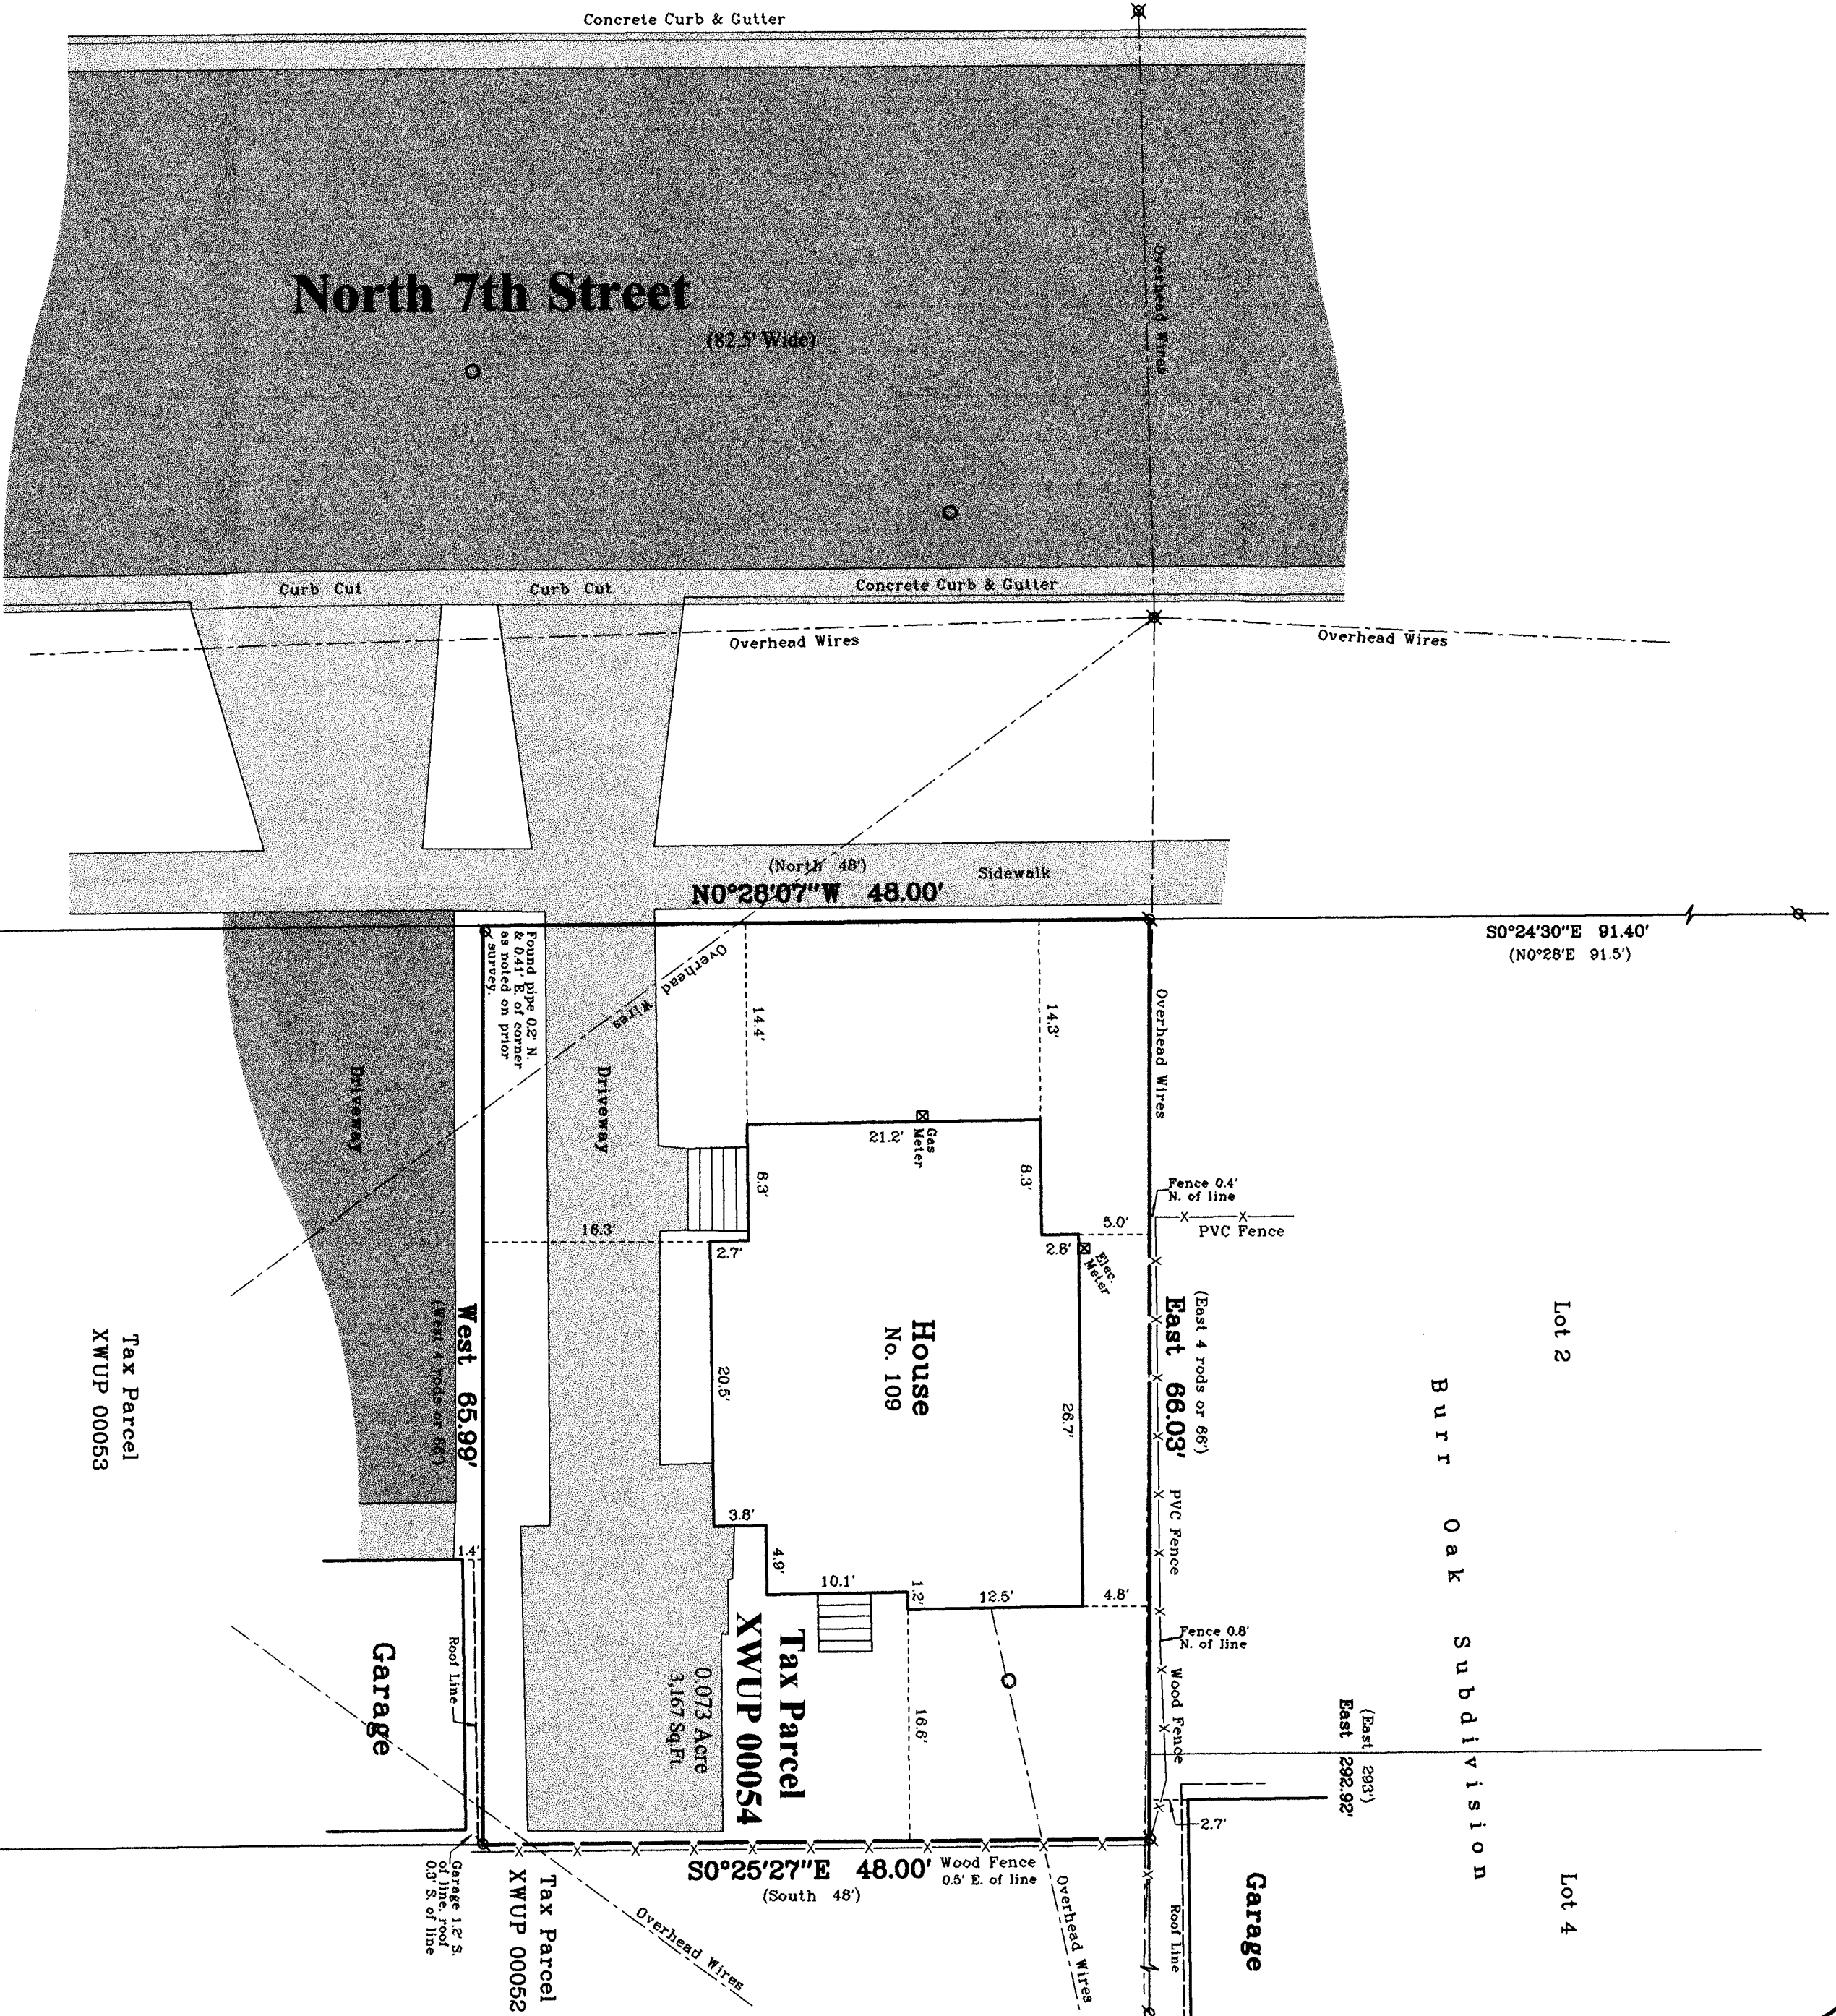 Concrete Curb & Gutter
Overhead Wires
North 7th Street
(82.5' Wide)
Curb Cut
Curb Cut
Concrete Curb & Gutter
Overhead Wires
Overhead Wires
(North 48')
Sidewalk
N0°28'07"W 48.00'
S0°24'30"E 91.40'
(N0°28'E 91.5')
Found pipe 0.2' N.
& 0.41' E. of corner
as noted on prior
survey.
Overhead Wires
14.4'
14.3'
Overhead Wires
Driveway
Driveway
21.2'
Gas
Meter
8.3'
8.3'
Fence 0.4'
N. of line
PVC Fence
16.3'
2.7'
2.8'
5.0'
Elec.
Meter
House
No. 109
20.5'
26.7'
(East 4 rods or 66')
East 66.03'
PVC Fence
West 65.99'
(West 4 rods or 66')
Tax Parcel
XWUP 00053
Lot 2
Burr Oak Subdivision
3.8'
4.9'
10.1'
1.2'
12.5'
4.8'
1.4'
Fence 0.8'
N. of line
Wood Fence
Tax Parcel
XWUP 00054
0.073 Acre
3,167 Sq.Ft.
16.6'
Garage
Roof Line
(East 293')
East 292.92'
2.7'
S0°25'27"E 48.00'
(South 48')
Wood Fence
0.5' E. of line
Garage 1.2' S.
of line, roof
0.3' S. of line
Tax Parcel
XWUP 00052
Overhead Wires
Overhead Wires
Roof Line
Garage
Lot 4